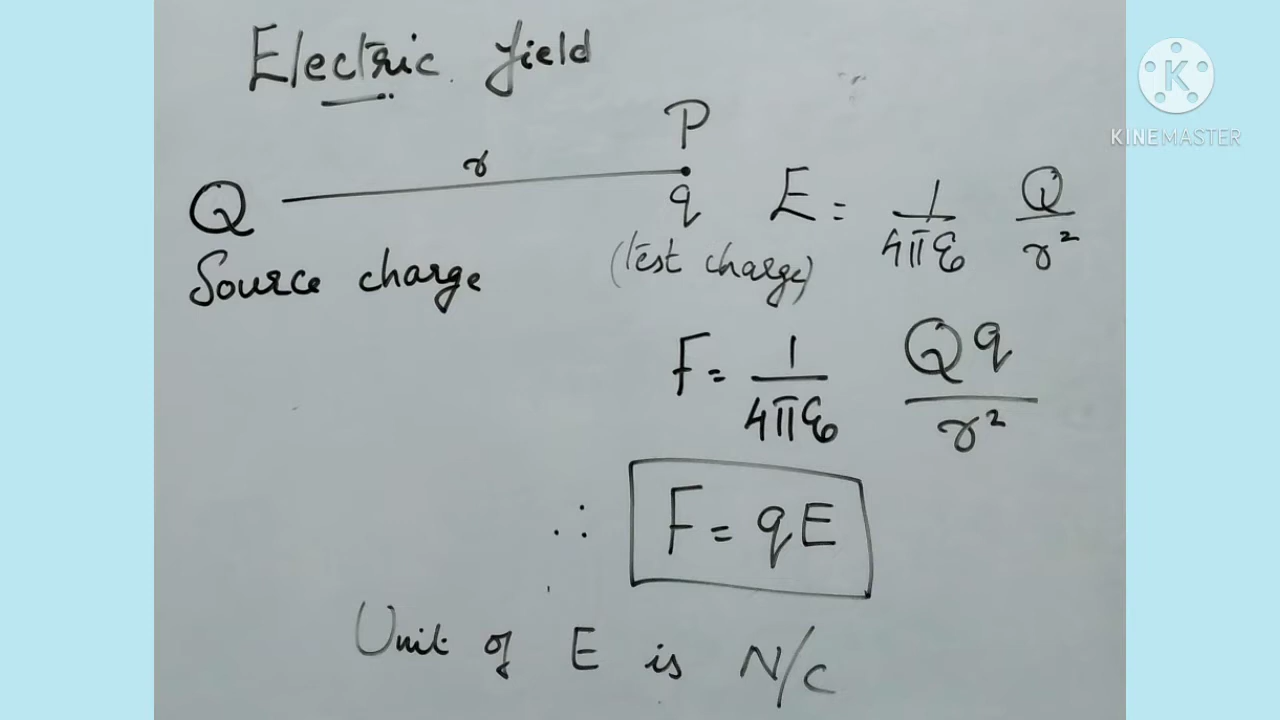 Electric field
P
r
Q
q
E = 1/4πε₀ Q/r²
Source charge
(test charge)
F = 1/4πε₀ Qq/r²
∴ F = qE
Unit of E is N/C
K
KINEMASTER